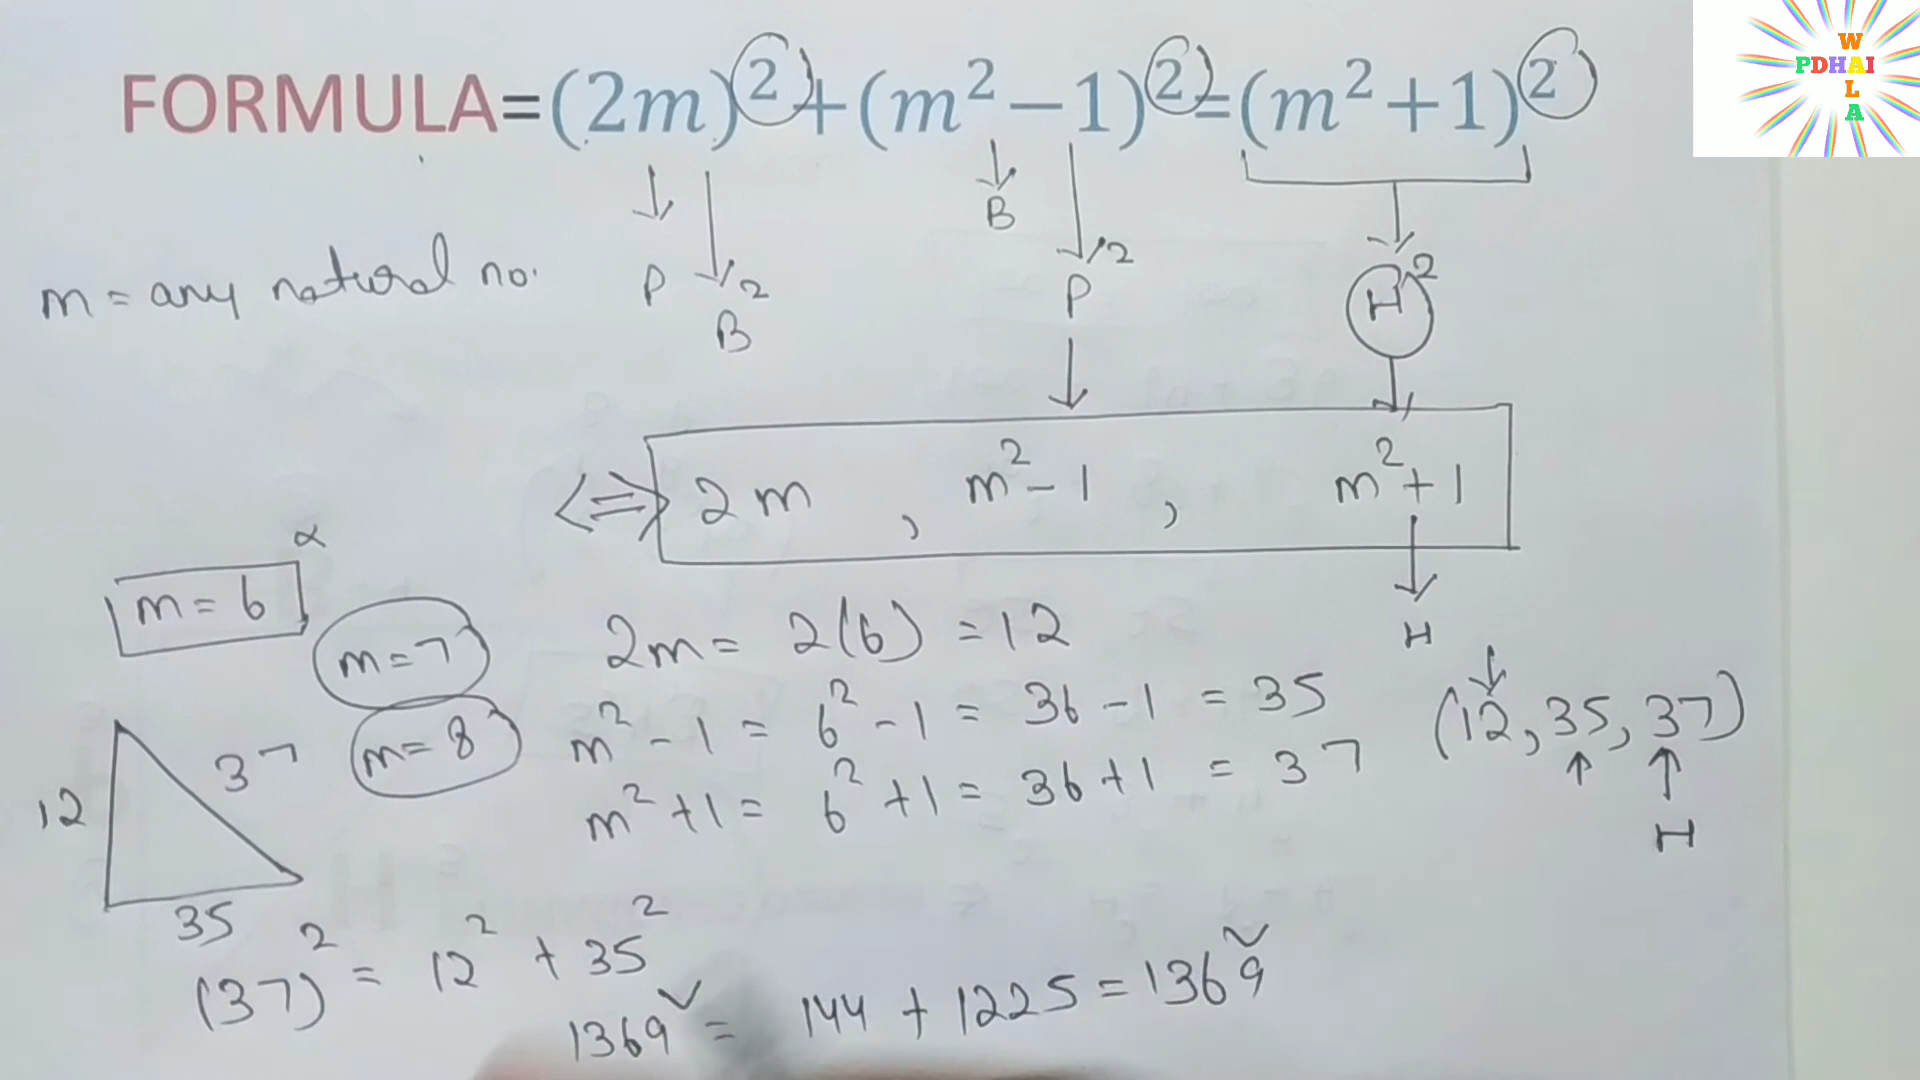 FORMULA=(2m)²+(m²−1)²=(m²+1)²
W
PDHAI
L
A
P
B²
B
P²
H²
m = any natural no.
<=> 2m , m²-1 , m²+1
H
m = 6
m = 7
m = 8
2m = 2(6) = 12
m²-1 = 6²-1 = 36-1 = 35
m²+1 = 6²+1 = 36+1 = 37
(12, 35, 37)
H
12
37
35
(37)² = 12² + 35²
1369 = 144 + 1225 = 1369